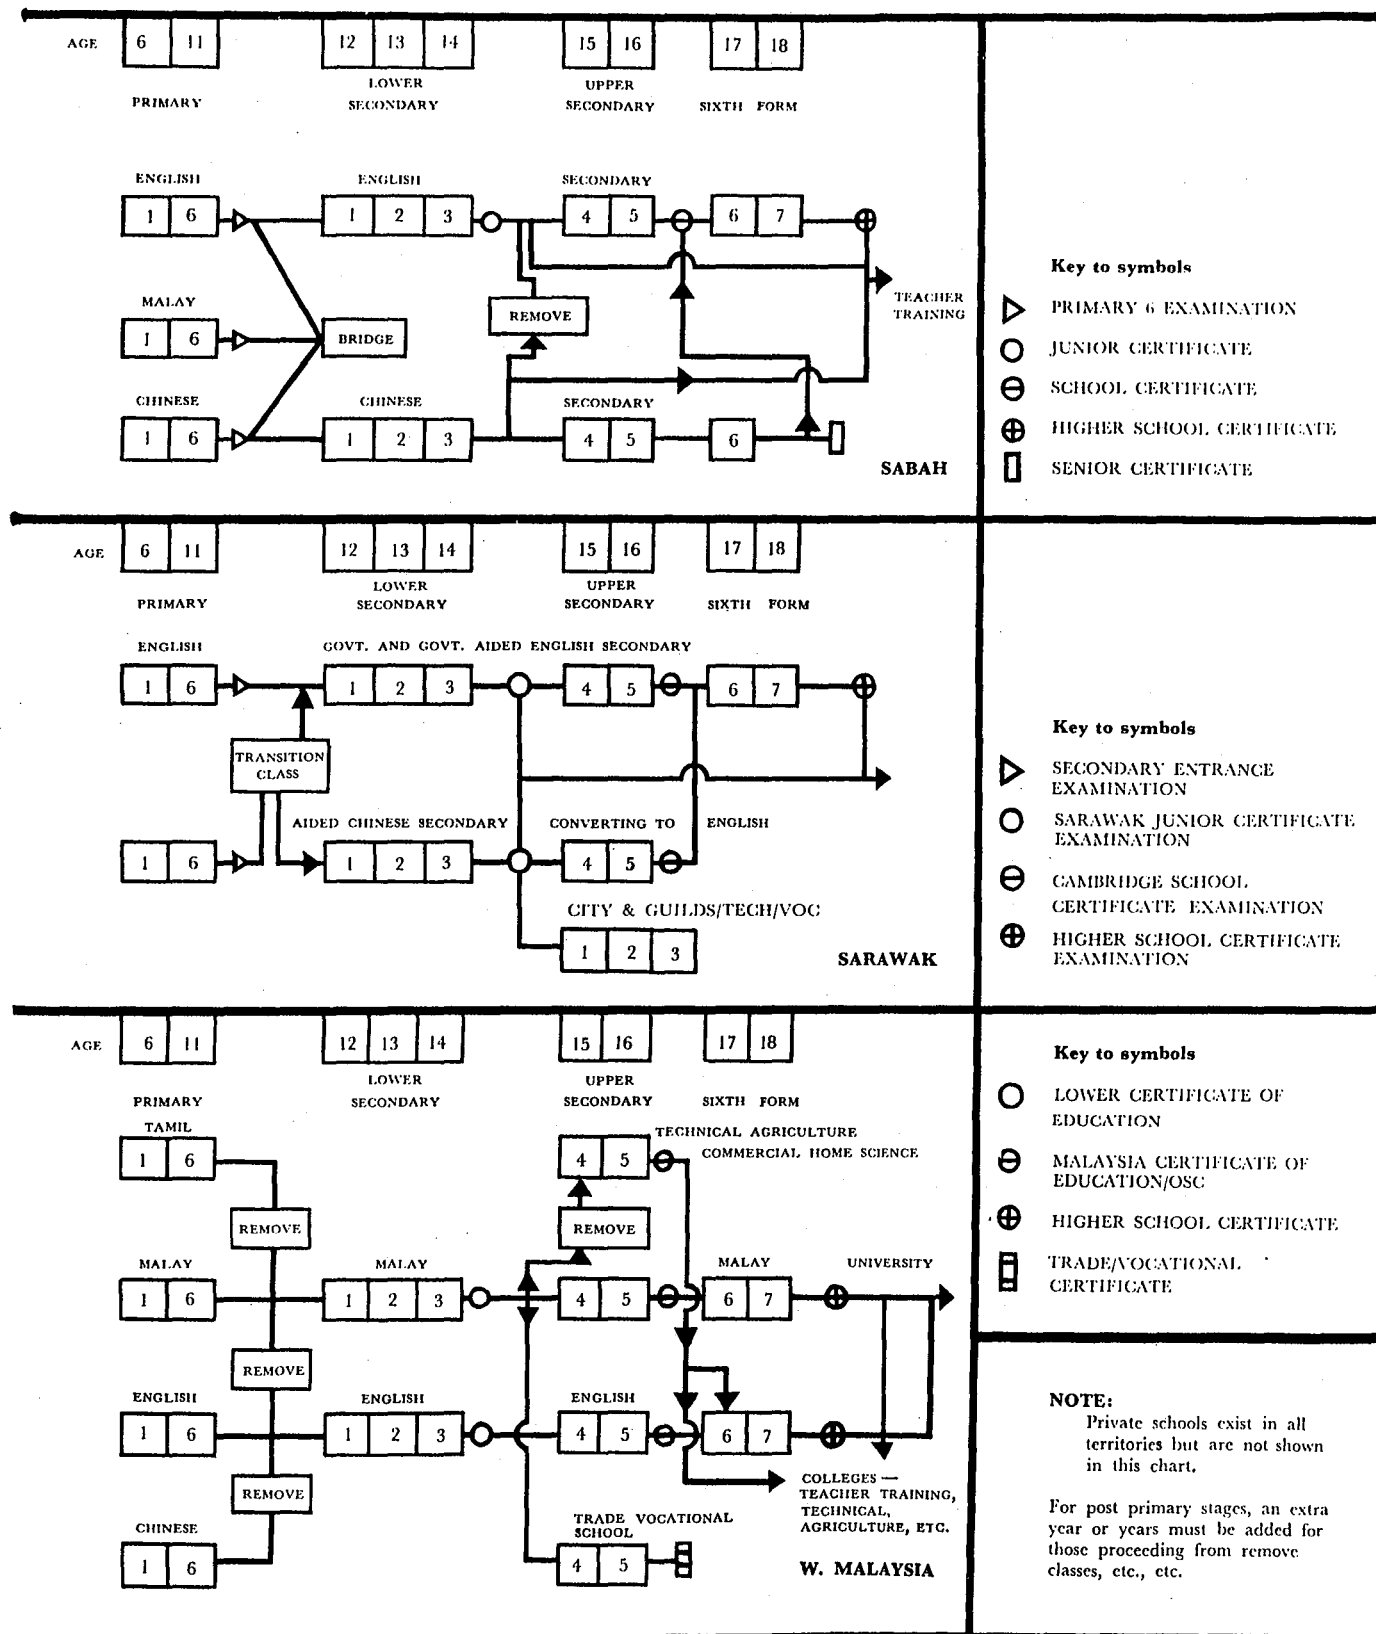 AGE 6 11 12 13 14 15 16 17 18
PRIMARY
LOWER
SECONDARY
UPPER
SECONDARY
SIXTH FORM
ENGLISH ENGLISH SECONDARY
1 6 1 2 3 4 5 6 7
MALAY
1 6 BRIDGE REMOVE
TEACHER
TRAINING
CHINESE CHINESE SECONDARY
1 6 1 2 3 4 5 6
SABAH
Key to symbols
PRIMARY 6 EXAMINATION
JUNIOR CERTIFICATE
SCHOOL CERTIFICATE
HIGHER SCHOOL CERTIFICATE
SENIOR CERTIFICATE
AGE 6 11 12 13 14 15 16 17 18
PRIMARY
LOWER
SECONDARY
UPPER
SECONDARY
SIXTH FORM
ENGLISH GOVT. AND GOVT. AIDED ENGLISH SECONDARY
1 6 1 2 3 4 5 6 7
TRANSITION
CLASS
AIDED CHINESE SECONDARY CONVERTING TO ENGLISH
1 6 1 2 3 4 5
CITY & GUILDS/TECH/VOC
1 2 3
SARAWAK
Key to symbols
SECONDARY ENTRANCE
EXAMINATION
SARAWAK JUNIOR CERTIFICATE
EXAMINATION
CAMBRIDGE SCHOOL
CERTIFICATE EXAMINATION
HIGHER SCHOOL CERTIFICATE
EXAMINATION
AGE 6 11 12 13 14 15 16 17 18
PRIMARY
LOWER
SECONDARY
UPPER
SECONDARY
SIXTH FORM
TAMIL
1 6 4 5
TECHNICAL AGRICULTURE
COMMERCIAL HOME SCIENCE
REMOVE REMOVE
MALAY MALAY MALAY UNIVERSITY
1 6 1 2 3 4 5 6 7
REMOVE
ENGLISH ENGLISH ENGLISH
1 6 1 2 3 4 5 6 7
REMOVE
COLLEGES —
TEACHER TRAINING,
TECHNICAL,
AGRICULTURE, ETC.
CHINESE
1 6
TRADE VOCATIONAL
SCHOOL
4 5
W. MALAYSIA
Key to symbols
LOWER CERTIFICATE OF
EDUCATION
MALAYSIA CERTIFICATE OF
EDUCATION/OSC
HIGHER SCHOOL CERTIFICATE
TRADE/VOCATIONAL
CERTIFICATE
NOTE:
Private schools exist in all
territories but are not shown
in this chart.
For post primary stages, an extra
year or years must be added for
those proceeding from remove
classes, etc., etc.